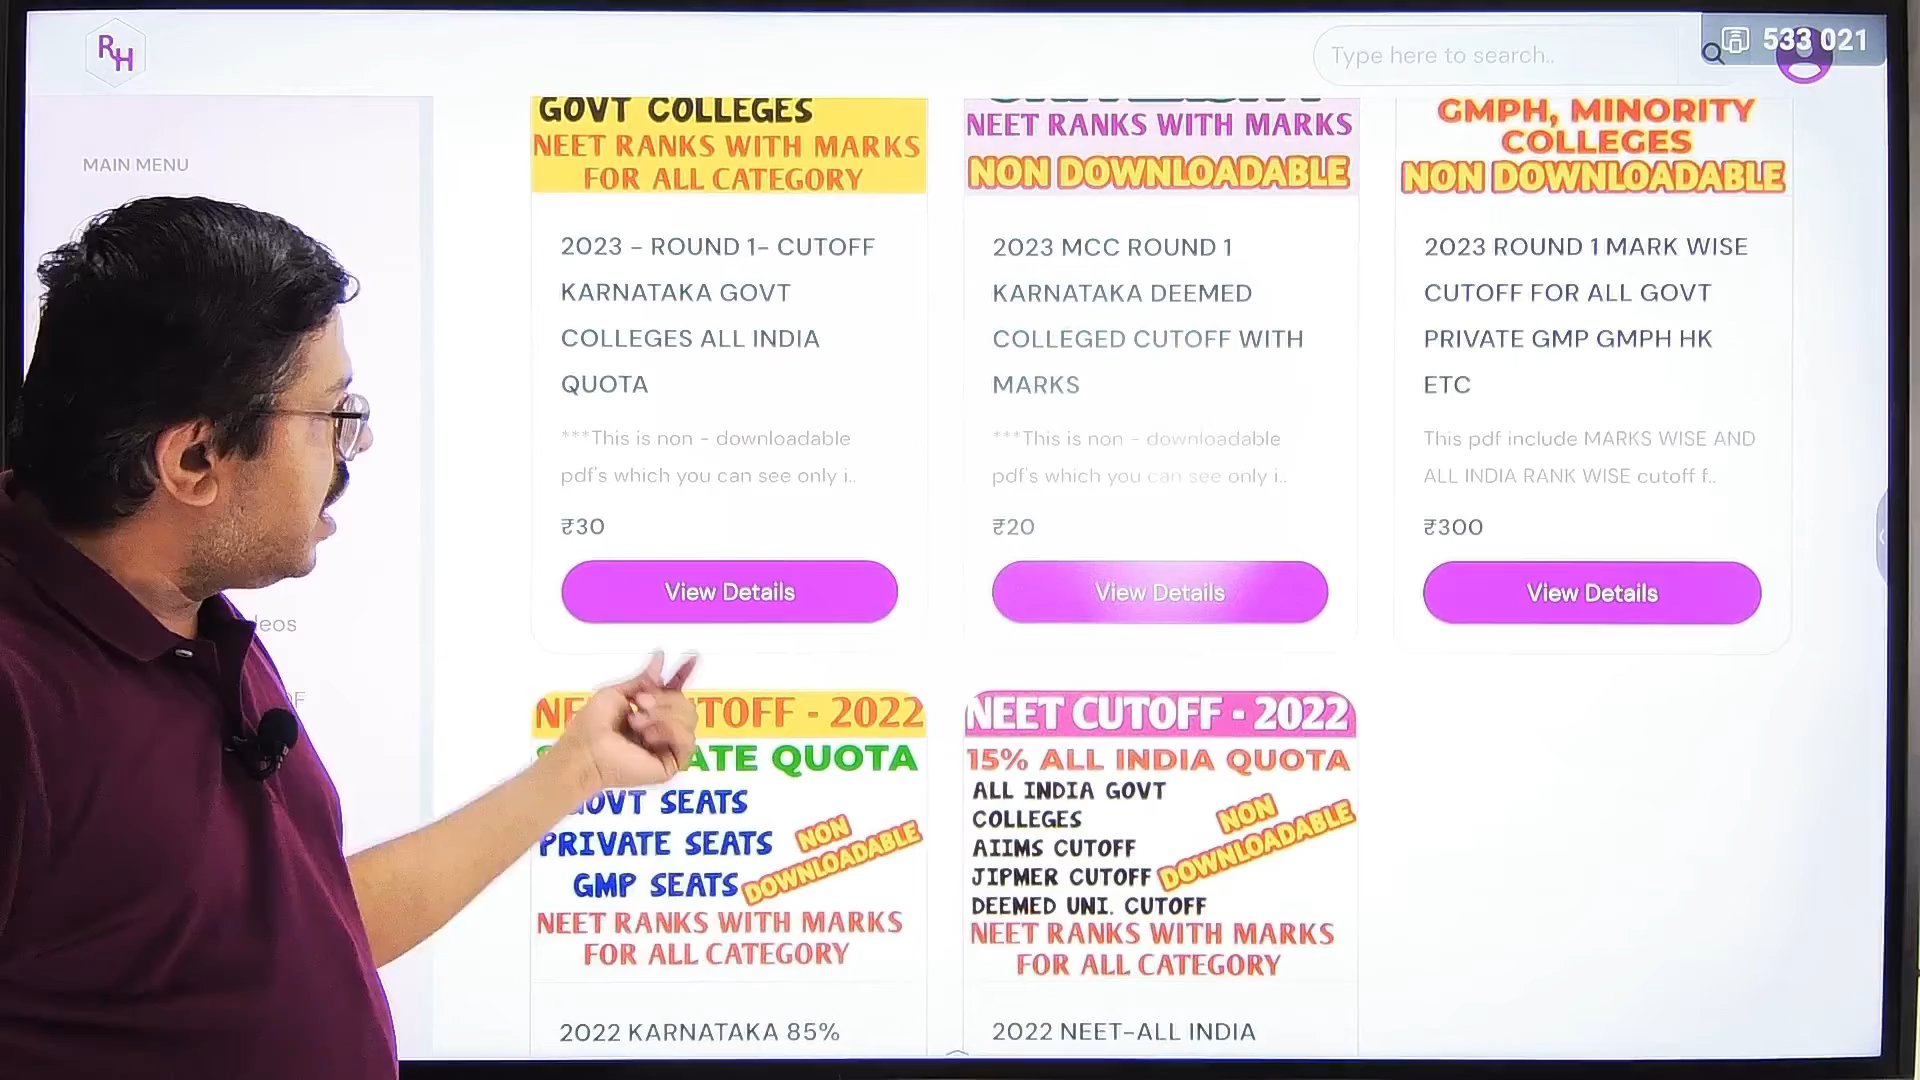 RH
Type here to search..
533 021
MAIN MENU
GOVT COLLEGES
NEET RANKS WITH MARKS
FOR ALL CATEGORY
2023 - ROUND 1- CUTOFF
KARNATAKA GOVT
COLLEGES ALL INDIA
QUOTA
***This is non - downloadable
pdf's which you can see only i..
₹30
View Details
NEET RANKS WITH MARKS
NON DOWNLOADABLE
2023 MCC ROUND 1
KARNATAKA DEEMED
COLLEGED CUTOFF WITH
MARKS
***This is non - downloadable
pdf's which you can see only i..
₹20
View Details
GMPH, MINORITY
COLLEGES
NON DOWNLOADABLE
2023 ROUND 1 MARK WISE
CUTOFF FOR ALL GOVT
PRIVATE GMP GMPH HK
ETC
This pdf include MARKS WISE AND
ALL INDIA RANK WISE cutoff f..
₹300
View Details
- 2022
QUOTA
GOVT SEATS
PRIVATE SEATS
GMP SEATS
NON
DOWNLOADABLE
NEET RANKS WITH MARKS
FOR ALL CATEGORY
2022 KARNATAKA 85%
NEET CUTOFF - 2022
15% ALL INDIA QUOTA
ALL INDIA GOVT
COLLEGES
AIIMS CUTOFF
JIPMER CUTOFF
DEEMED UNI. CUTOFF
NON
DOWNLOADABLE
NEET RANKS WITH MARKS
FOR ALL CATEGORY
2022 NEET-ALL INDIA